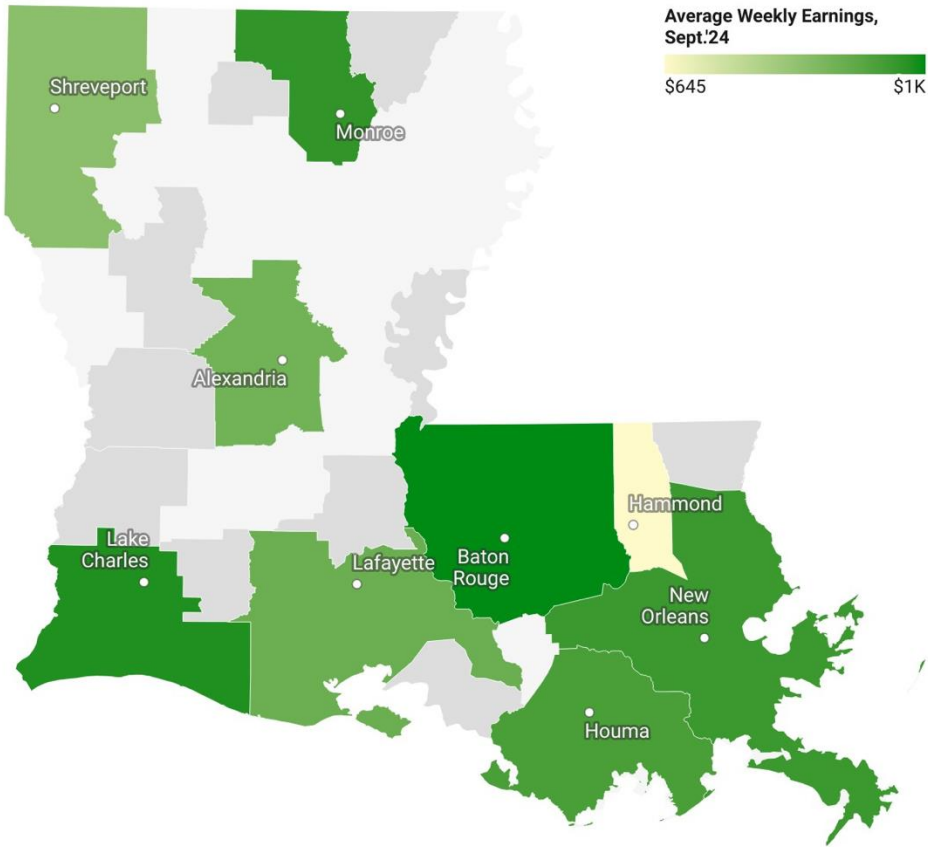 Average Weekly Earnings,
Sept.'24
$645 $1K
Shreveport
Monroe
Alexandria
Hammond
Lake
Charles
Lafayette
Baton
Rouge
New
Orleans
Houma